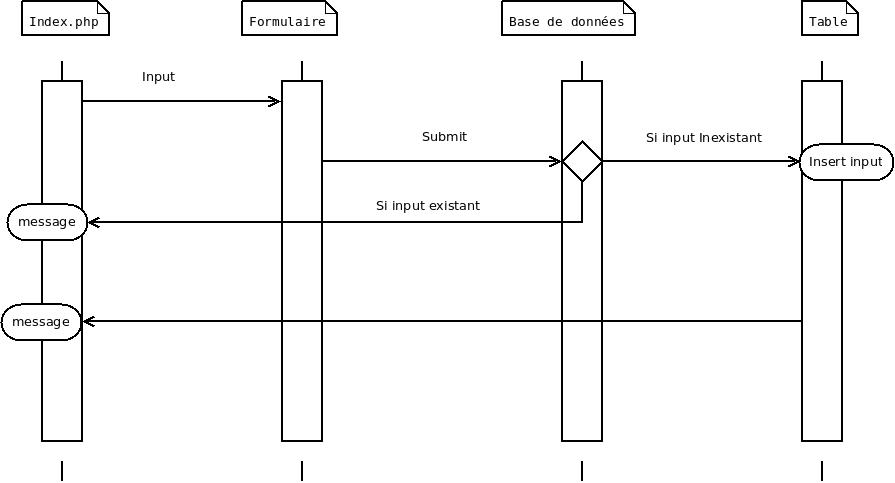 Index.php
Formulaire
Base de données
Table
Input
Submit
Si input Inexistant
Insert input
Si input existant
message
message